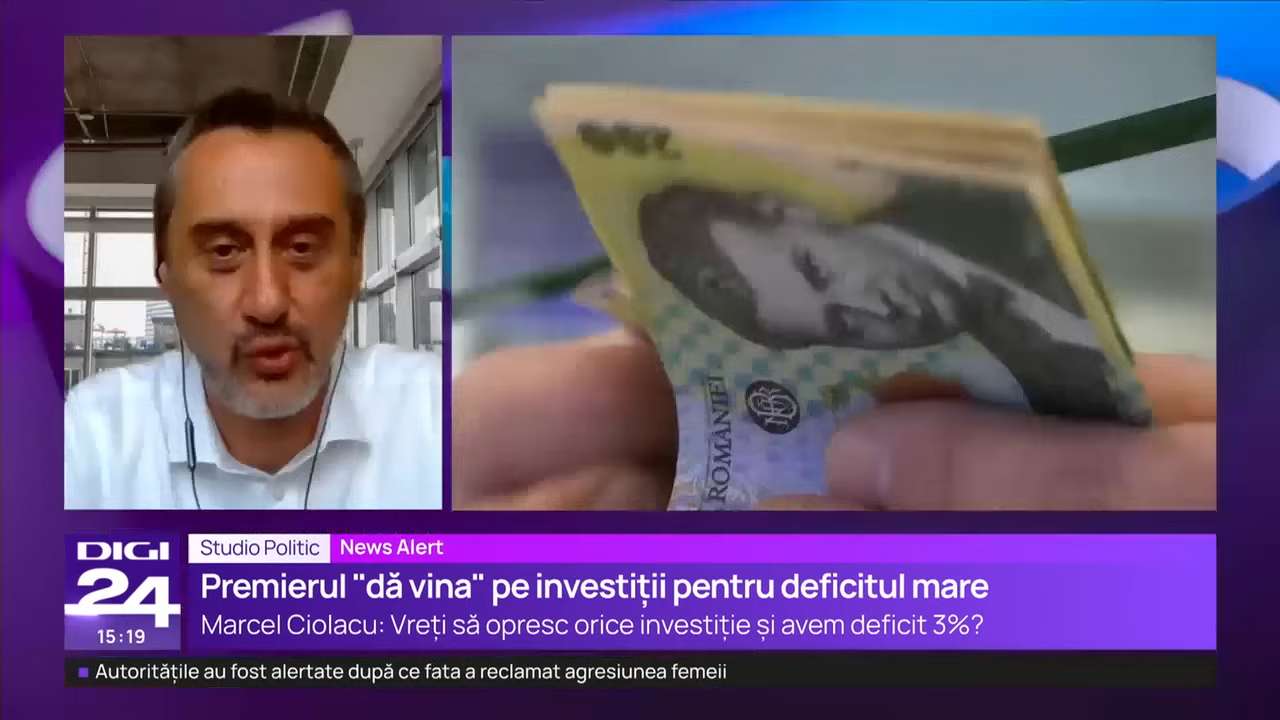 ROMÂNIEI
DIGI
24
15:19
Studio Politic
News Alert
Premierul "dă vina" pe investiții pentru deficitul mare
Marcel Ciolacu: Vreți să opresc orice investiție și avem deficit 3%?
Autoritățile au fost alertate după ce fata a reclamat agresiunea femeii